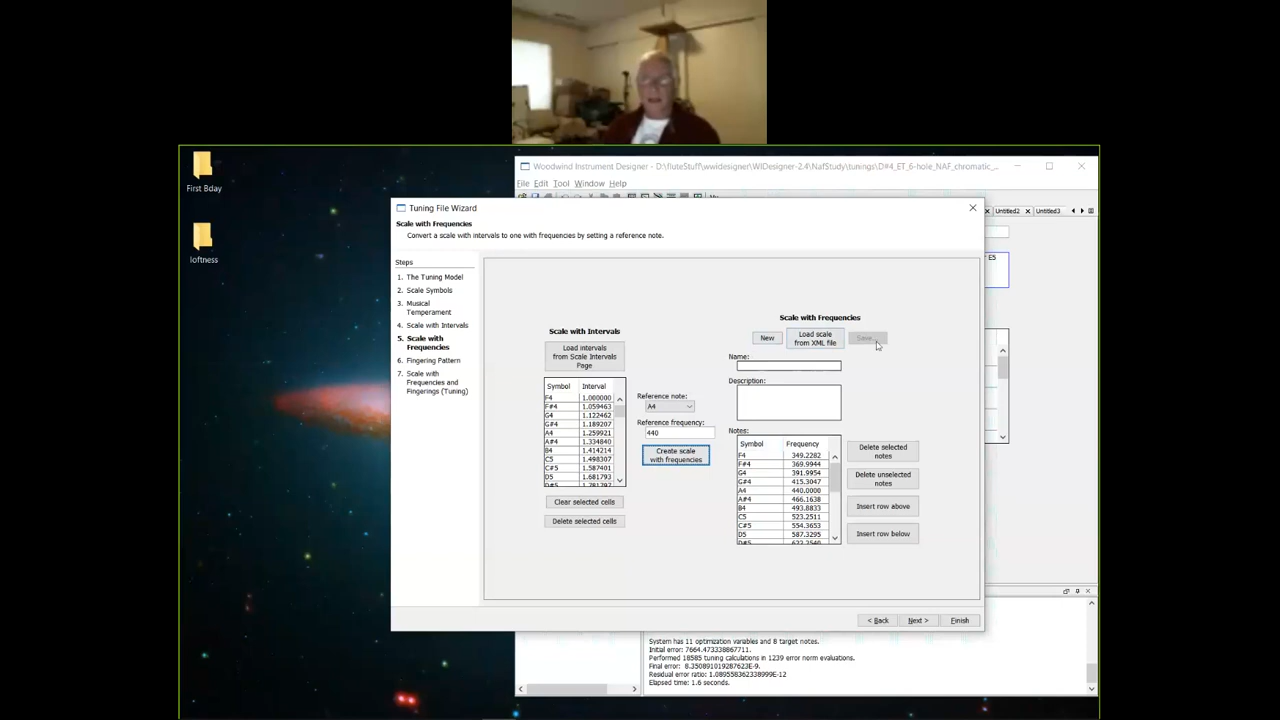 First Bday
loftness
Woodwind Instrument Designer - D:\fluteStuff\wwidesigner\WIDesigner-2.4\NafStudy\tunings\D#4_ET_6-hole_NAF_chromatic_...
File Edit Tool Window Help
Untitled2 Untitled3
E5
Tuning File Wizard
Scale with Frequencies
Convert a scale with intervals to one with frequencies by setting a reference note.
Steps
1. The Tuning Model
2. Scale Symbols
3. Musical
Temperament
4. Scale with Intervals
5. Scale with
Frequencies
6. Fingering Pattern
7. Scale with
Frequencies and
Fingerings (Tuning)
Scale with Intervals
Load intervals
from Scale Intervals
Page
Symbol Interval
F4 1.000000
F#4 1.059463
G4 1.122462
G#4 1.189207
A4 1.259921
A#4 1.334840
B4 1.414214
C5 1.498307
C#5 1.587401
D5 1.681793
D#5 1.781797
Clear selected cells
Delete selected cells
Reference note:
A4
Reference frequency:
440
Create scale
with frequencies
Scale with Frequencies
New
Load scale
from XML file
Save...
Name:
Description:
Notes:
Symbol Frequency
F4 349.2282
F#4 369.9944
G4 391.9954
G#4 415.3047
A4 440.0000
A#4 466.1638
B4 493.8833
C5 523.2511
C#5 554.3653
D5 587.3295
D#5 622.2540
Delete selected
notes
Delete unselected
notes
Insert row above
Insert row below
< Back Next > Finish
System has 11 optimization variables and 8 target notes.
Initial error: 7664.473338867711.
Performed 18585 tuning calculations in 1239 error norm evaluations.
Final error: 8.350891019287623E-9.
Residual error ratio: 1.089558362338999E-12
Elapsed time: 1.6 seconds.